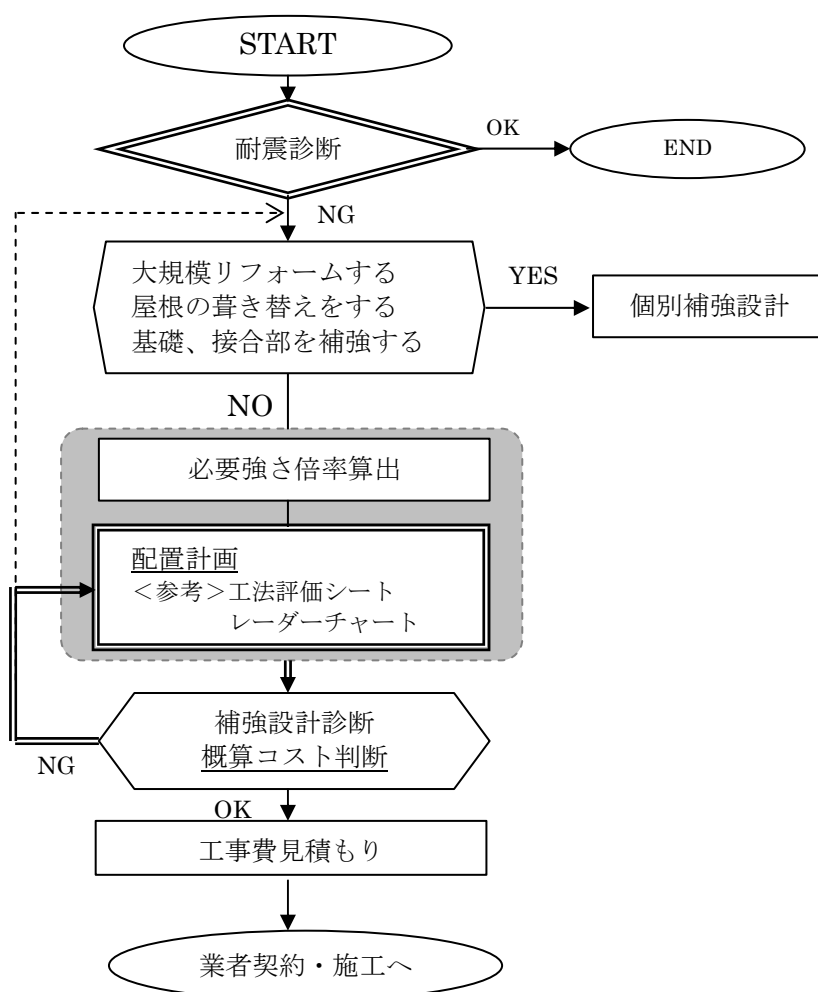 START
耐震診断
OK
END
NG
大規模リフォームする
屋根の葺き替えをする
基礎、接合部を補強する
YES
個別補強設計
NO
必要強さ倍率算出
配置計画
<参考>工法評価シート
レーダーチャート
補強設計診断
概算コスト判断
NG
OK
工事費見積もり
業者契約・施工へ